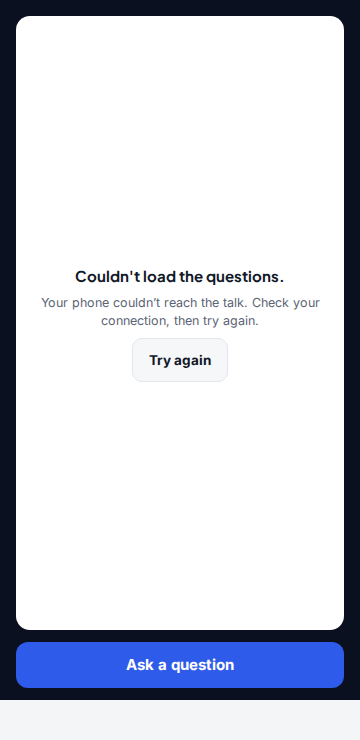 Couldn't load the questions.
Your phone couldn't reach the talk. Check your
connection, then try again.
Try again
Ask a question